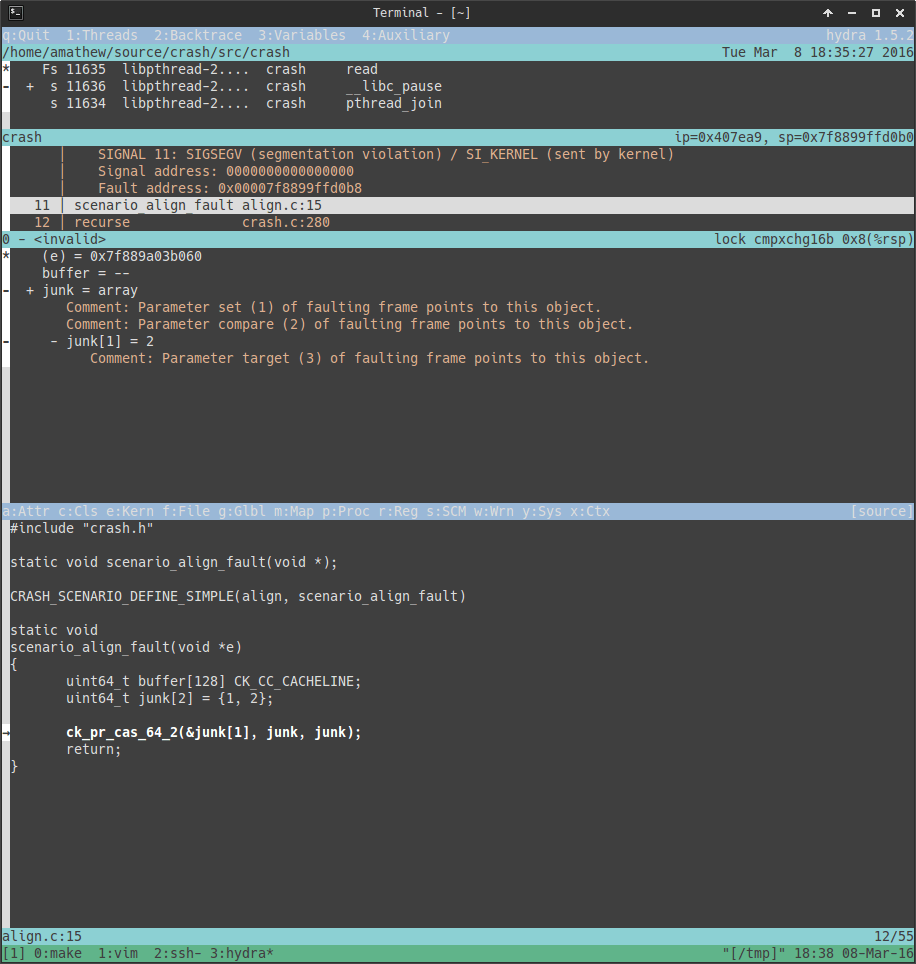 Terminal - [~]
q:Quit 1:Threads 2:Backtrace 3:Variables 4:Auxiliary hydra 1.5.2
/home/amathew/source/crash/src/crash Tue Mar 8 18:35:27 2016
* Fs 11635 libpthread-2.... crash read
- + s 11636 libpthread-2.... crash __libc_pause
s 11634 libpthread-2.... crash pthread_join
crash ip=0x407ea9, sp=0x7f8899ffd0b0
| SIGNAL 11: SIGSEGV (segmentation violation) / SI_KERNEL (sent by kernel)
| Signal address: 0000000000000000
| Fault address: 0x00007f8899ffd0b8
11 | scenario_align_fault align.c:15
12 | recurse crash.c:280
0 - <invalid> lock cmpxchg16b 0x8(%rsp)
* (e) = 0x7f889a03b060
buffer = --
- + junk = array
Comment: Parameter set (1) of faulting frame points to this object.
Comment: Parameter compare (2) of faulting frame points to this object.
- - junk[1] = 2
Comment: Parameter target (3) of faulting frame points to this object.
a:Attr c:Cls e:Kern f:File g:Glbl m:Map p:Proc r:Reg s:SCM w:Wrn y:Sys x:Ctx [source]
#include "crash.h"
static void scenario_align_fault(void *);
CRASH_SCENARIO_DEFINE_SIMPLE(align, scenario_align_fault)
static void
scenario_align_fault(void *e)
{
uint64_t buffer[128] CK_CC_CACHELINE;
uint64_t junk[2] = {1, 2};
→ ck_pr_cas_64_2(&junk[1], junk, junk);
return;
}
align.c:15 12/55
[1] 0:make 1:vim 2:ssh- 3:hydra* "[/tmp]" 18:38 08-Mar-16